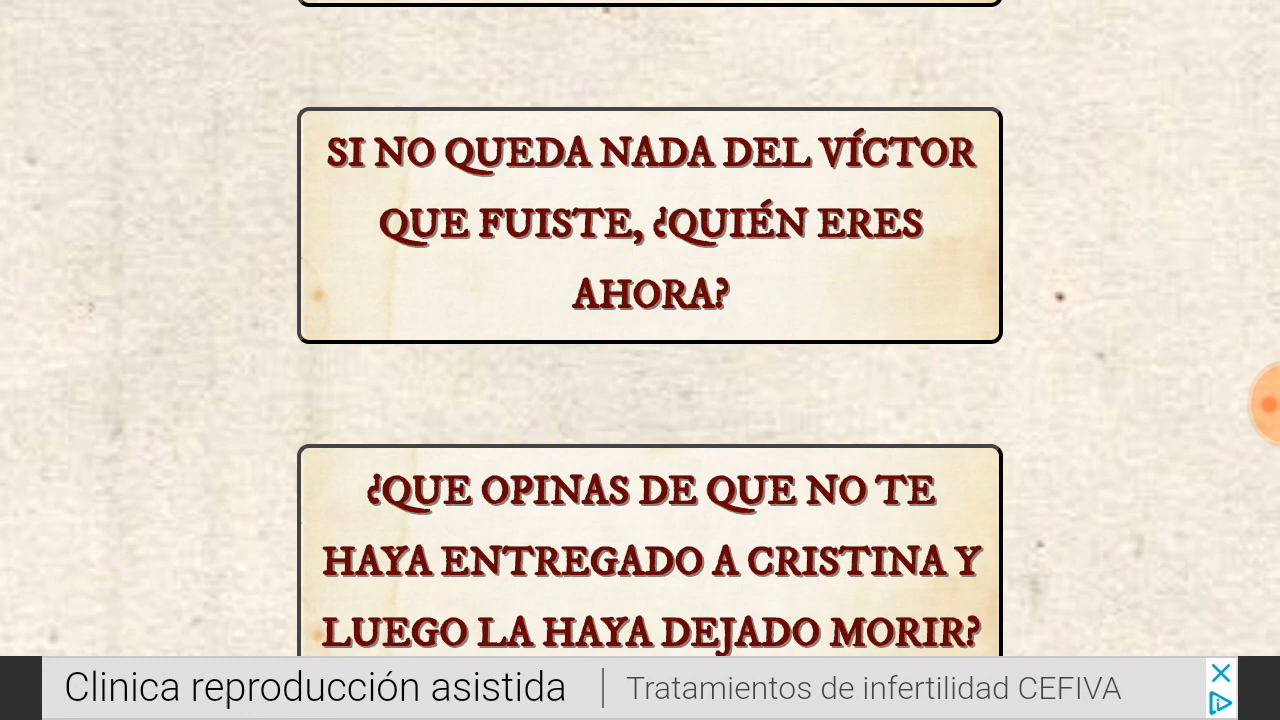 SI NO QUEDA NADA DEL VÍCTOR
QUE FUISTE, ¿QUIÉN ERES
AHORA?
¿QUE OPINAS DE QUE NO TE
HAYA ENTREGADO A CRISTINA Y
LUEGO LA HAYA DEJADO MORIR?
Clinica reproducción asistida
Tratamientos de infertilidad CEFIVA